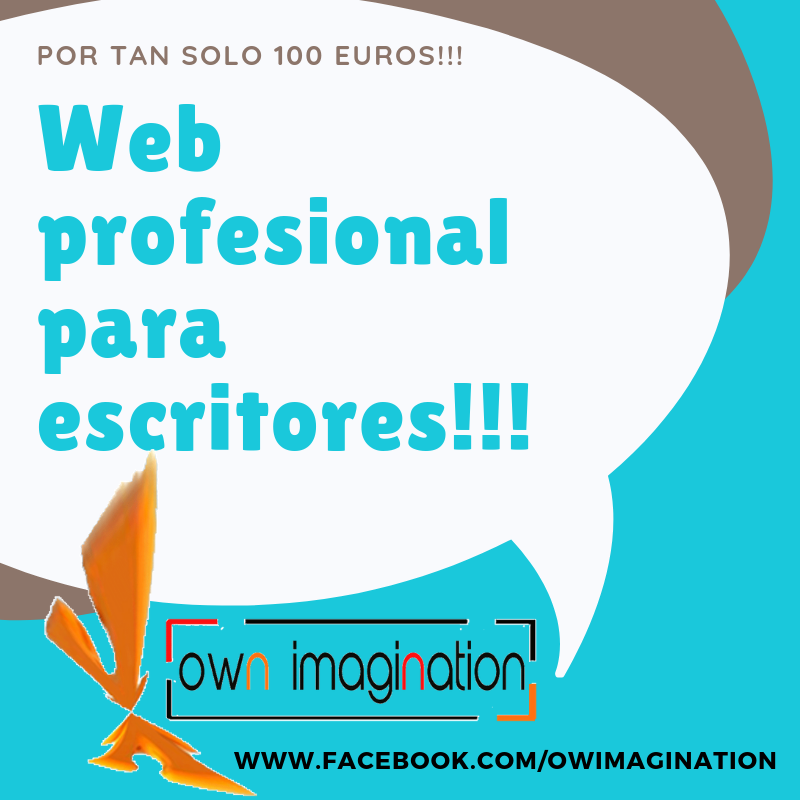 POR TAN SOLO 100 EUROS!!!
Web
profesional
para
escritores!!!
own imagination
WWW.FACEBOOK.COM/OWIMAGINATION